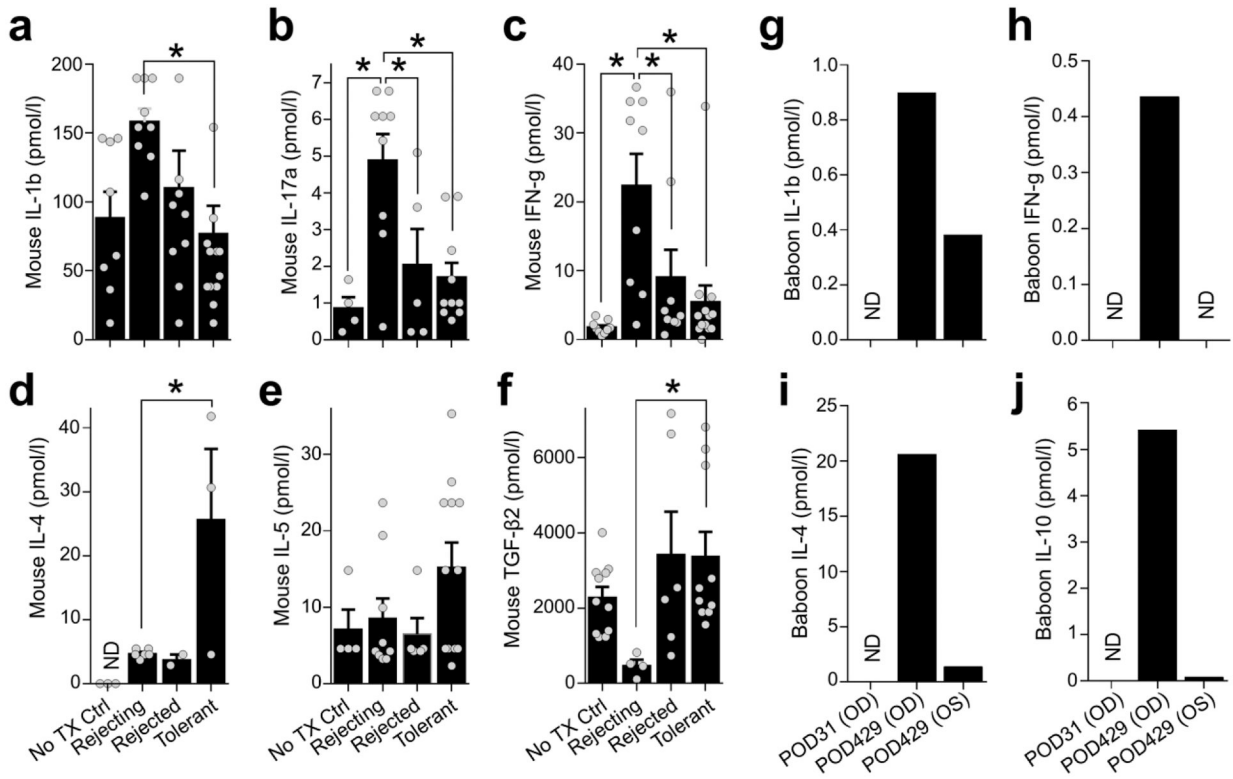 a
Mouse IL-1b (pmol/l)
200
150
100
50
0
*
b
Mouse IL-17a (pmol/l)
7
6
5
4
3
2
1
0
* * *
c
Mouse IFN-g (pmol/l)
40
30
20
10
0
* * *
g
Baboon IL-1b (pmol/l)
1.0
0.8
0.6
0.4
0.2
0.0
ND
h
Baboon IFN-g (pmol/l)
0.5
0.4
0.3
0.2
0.1
0.0
ND
ND
d
Mouse IL-4 (pmol/l)
40
30
20
10
0
ND
*
No TX Ctrl
Rejecting
Rejected
Tolerant
e
Mouse IL-5 (pmol/l)
30
20
10
0
No TX Ctrl
Rejecting
Rejected
Tolerant
f
Mouse TGF-β2 (pmol/l)
6000
4000
2000
0
*
No TX Ctrl
Rejecting
Rejected
Tolerant
i
Baboon IL-4 (pmol/l)
25
20
15
10
5
0
ND
POD31 (OD)
POD429 (OD)
POD429 (OS)
j
Baboon IL-10 (pmol/l)
6
5
4
3
2
1
0
ND
POD31 (OD)
POD429 (OD)
POD429 (OS)